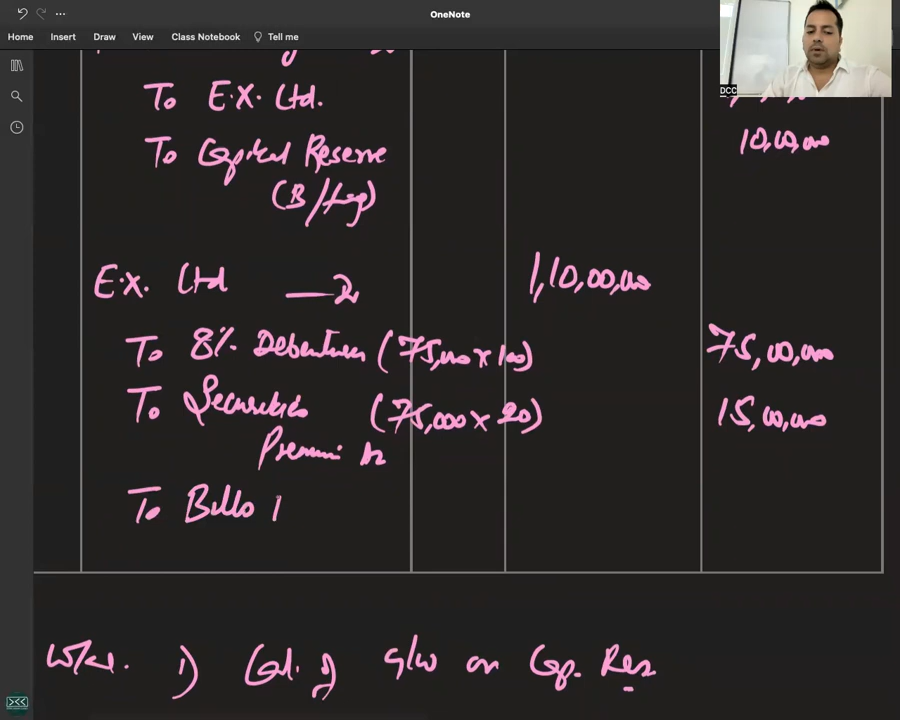 OneNote
Home Insert Draw View Class Notebook Tell me
DCC
To E.X. Ltd.
To Capital Reserve 10,00,000
(B/fig)
E.X. Ltd —2 1,10,00,000
To 8% Debentures (75,000 x 100) 75,00,000
To Securities (75,000 x 20) 15,00,000
Premium A/c
To Bills
1) Cal. of g/w or Cap. Res